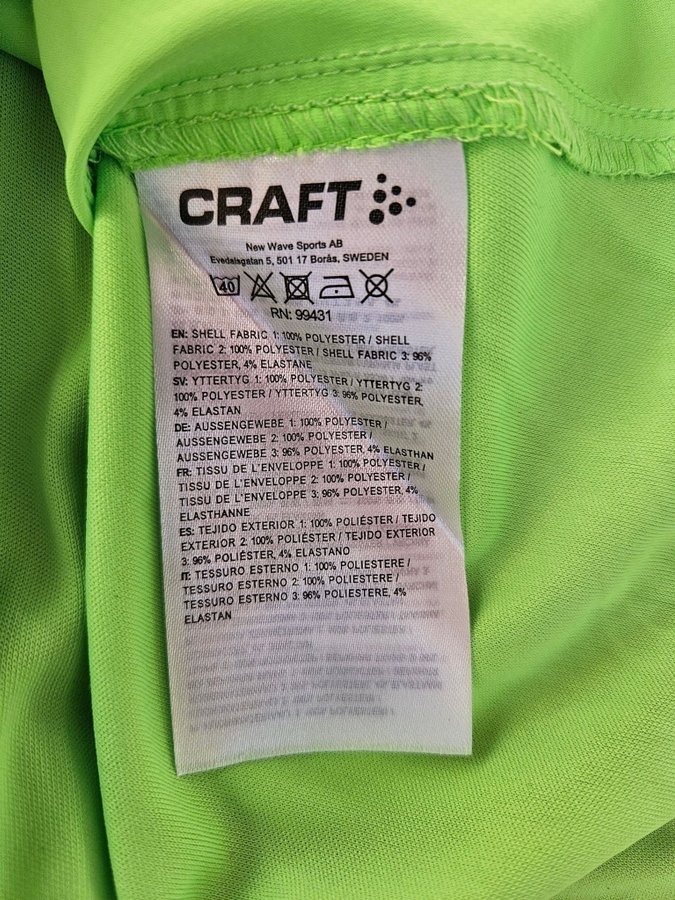 CRAFT
New Wave Sports AB
Evedalsgatan 5, 501 17 Borås, SWEDEN
40
RN: 99431
EN: SHELL FABRIC 1: 100% POLYESTER / SHELL
FABRIC 2: 100% POLYESTER / SHELL FABRIC 3: 96%
POLYESTER, 4% ELASTANE
SV: YTTERTYG 1: 100% POLYESTER / YTTERTYG 2:
100% POLYESTER / YTTERTYG 3: 96% POLYESTER,
4% ELASTAN
DE: AUSSENGEWEBE 1: 100% POLYESTER /
AUSSENGEWEBE 2: 100% POLYESTER /
AUSSENGEWEBE 3: 96% POLYESTER, 4% ELASTHAN
FR: TISSU DE L'ENVELOPPE 1: 100% POLYESTER /
TISSU DE L'ENVELOPPE 2: 100% POLYESTER /
TISSU DE L'ENVELOPPE 3: 96% POLYESTER, 4%
ELASTHANNE
ES: TEJIDO EXTERIOR 1: 100% POLIÉSTER / TEJIDO
EXTERIOR 2: 100% POLIÉSTER / TEJIDO EXTERIOR
3: 96% POLIÉSTER, 4% ELASTANO
IT: TESSURO ESTERNO 1: 100% POLIESTERE /
TESSURO ESTERNO 2: 100% POLIESTERE /
TESSURO ESTERNO 3: 96% POLIESTERE, 4%
ELASTAN